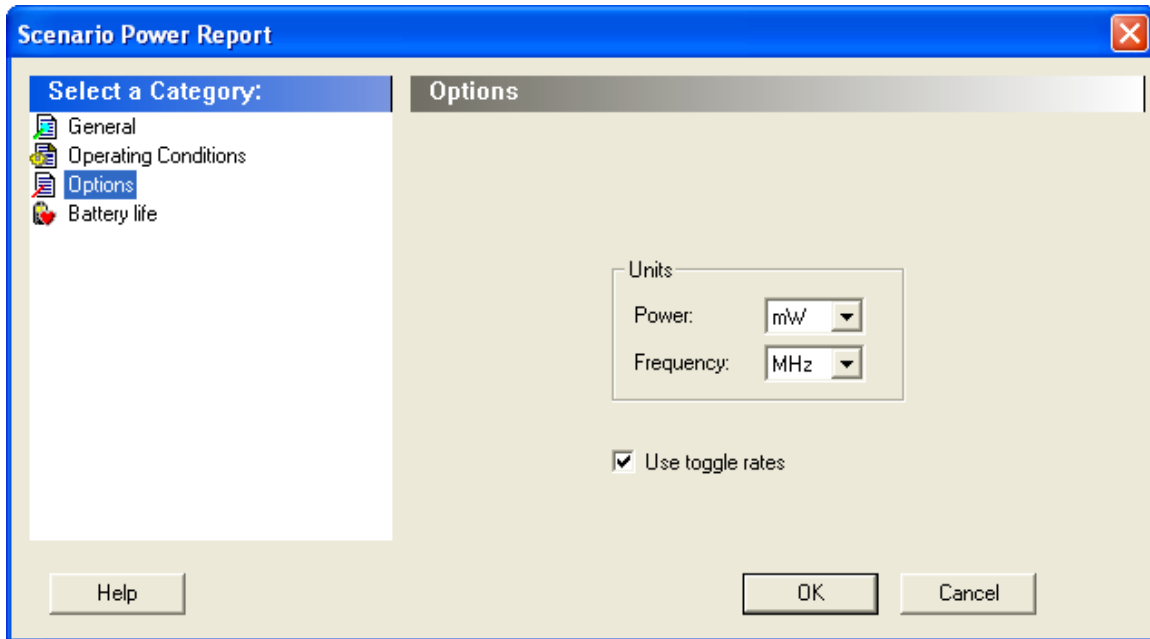 Scenario Power Report
Select a Category:
General
Operating Conditions
Options
Battery life
Options
Units
Power: mW
Frequency: MHz
Use toggle rates
Help OK Cancel